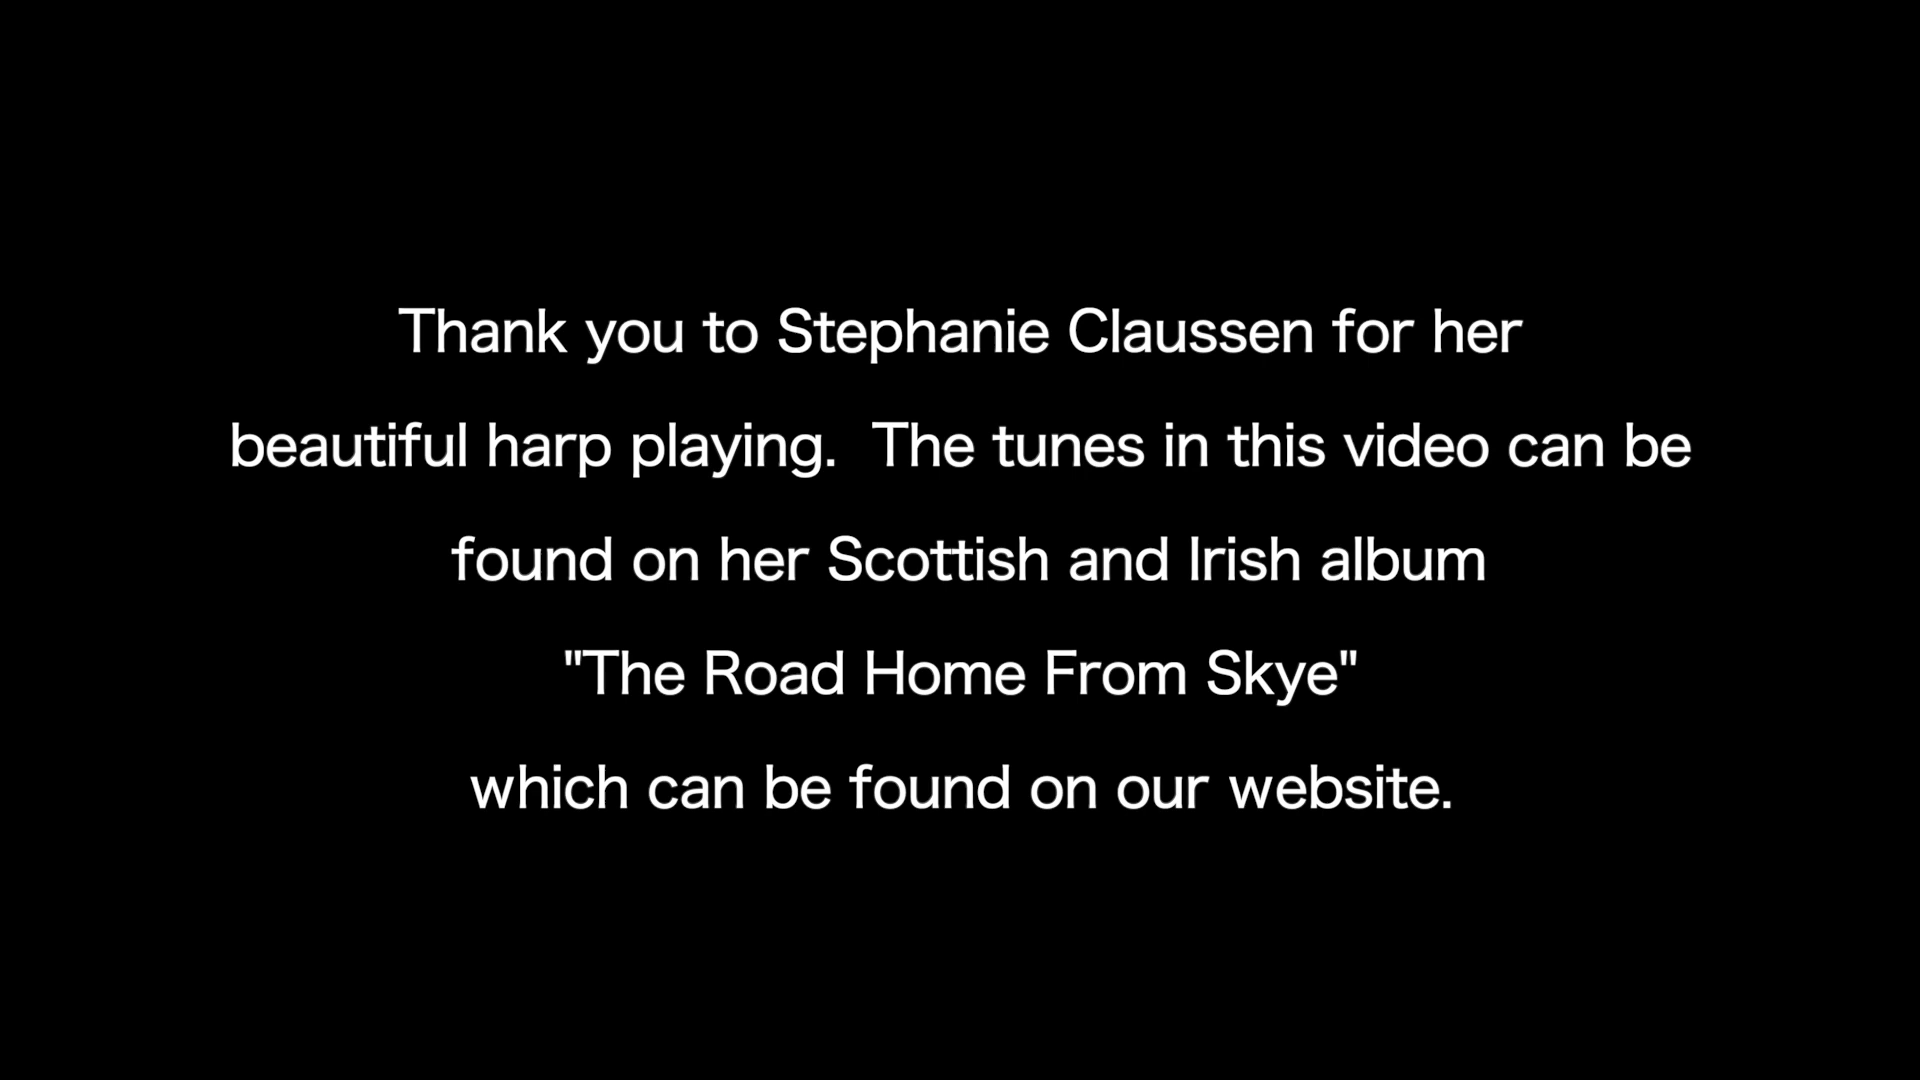 Thank you to Stephanie Claussen for her
beautiful harp playing.  The tunes in this video can be
found on her Scottish and Irish album
"The Road Home From Skye"
which can be found on our website.